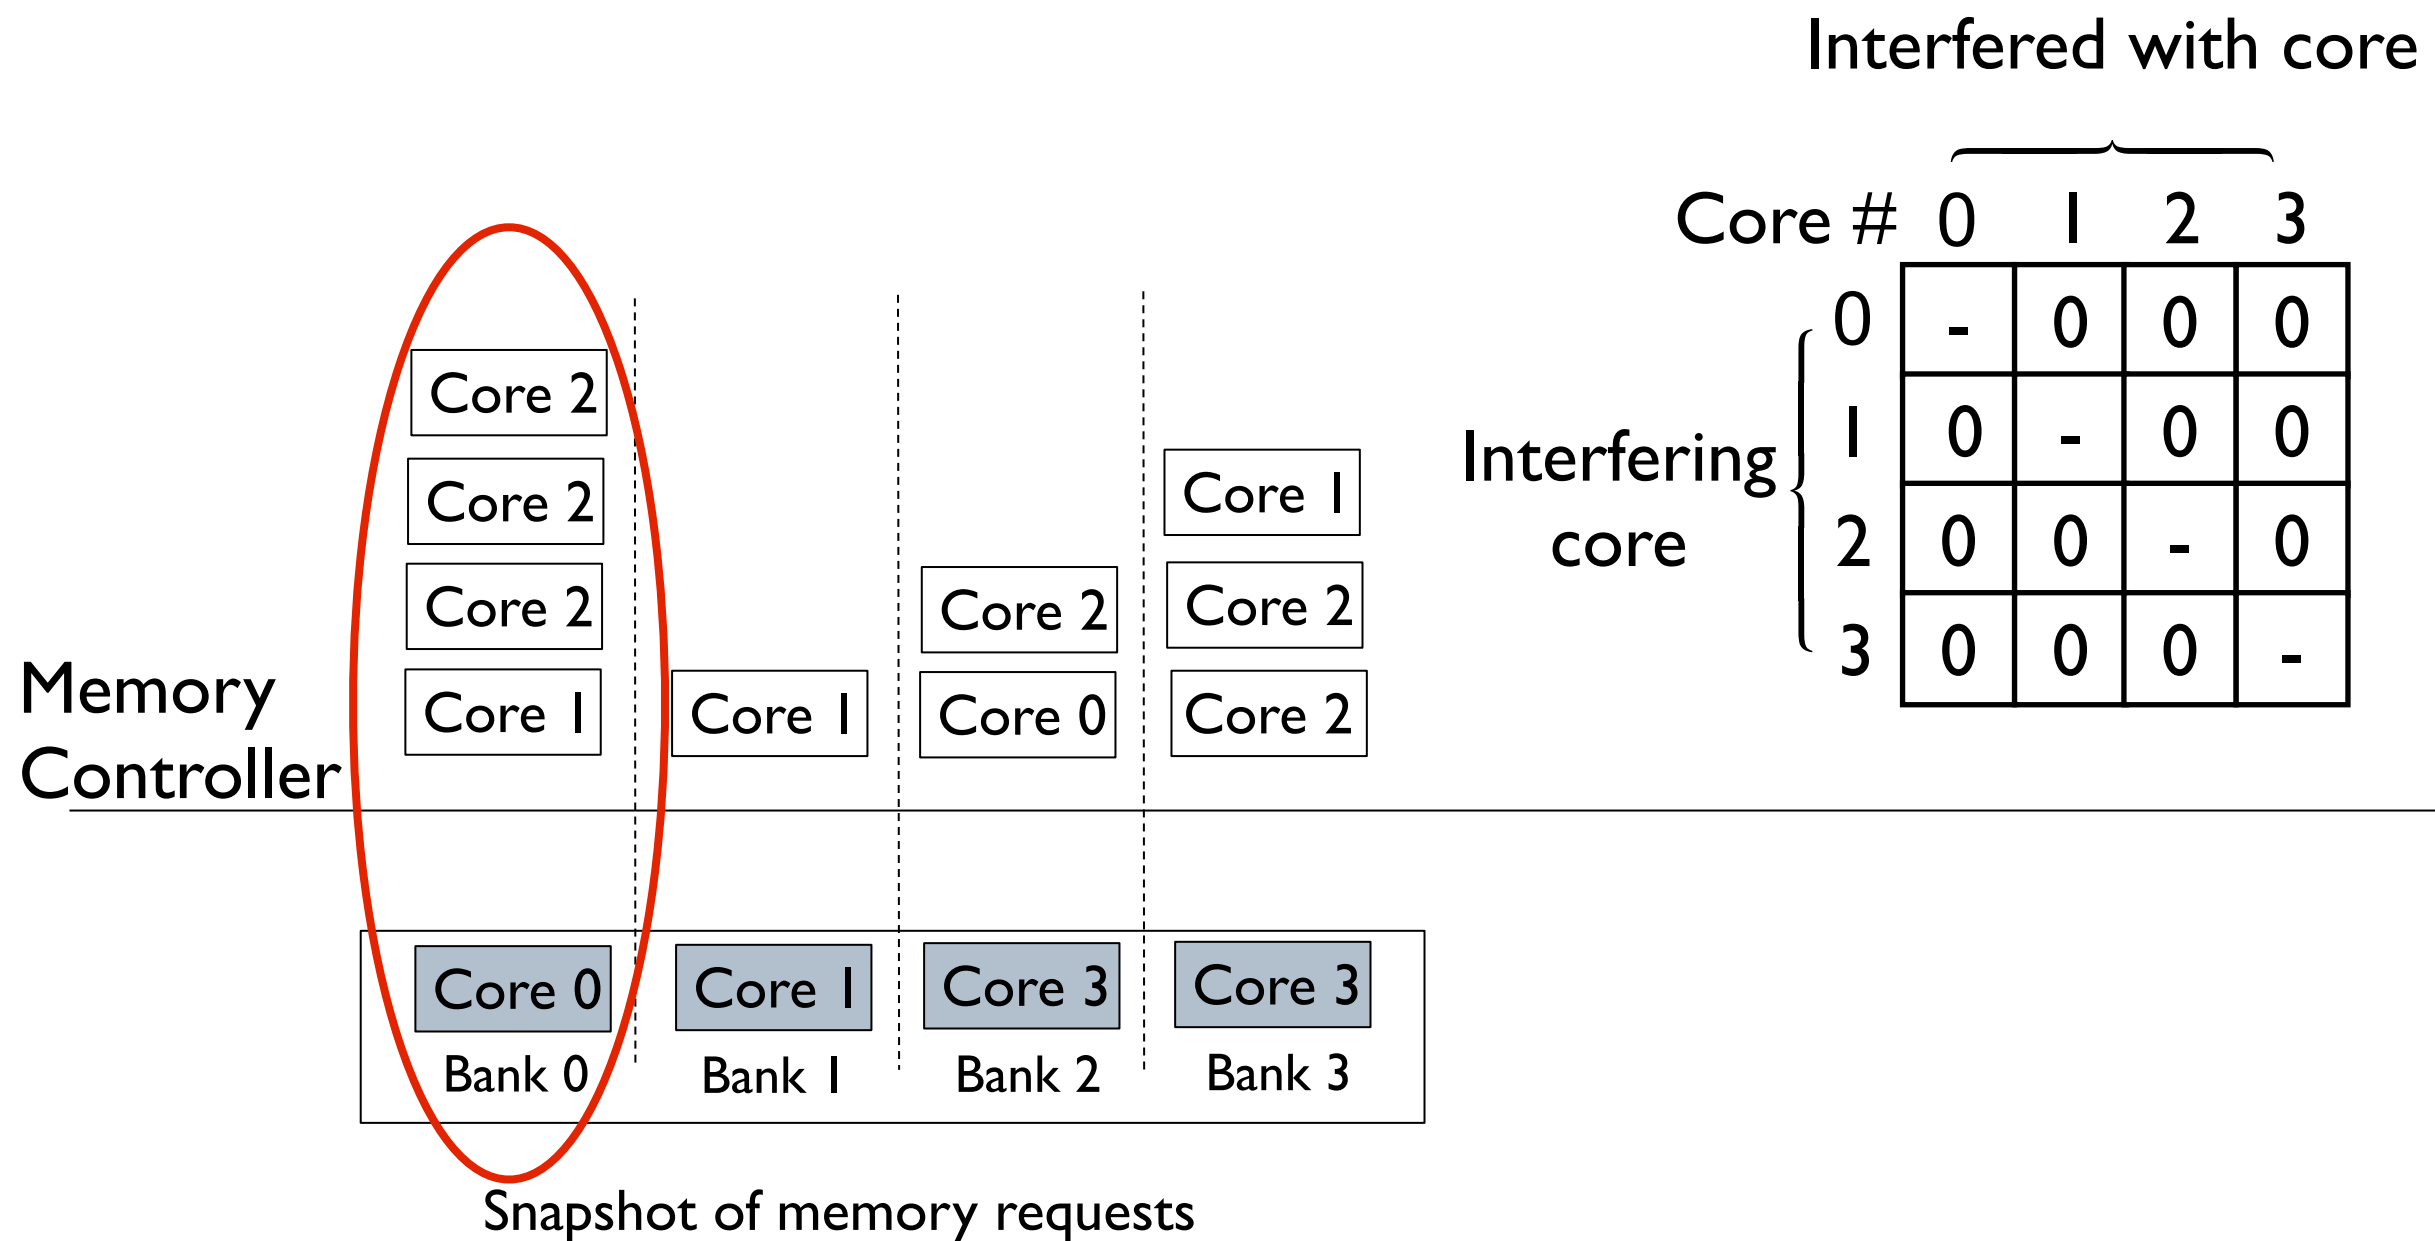 Interfered with core
Core # 0 1 2 3
0 - 0 0 0
1 0 - 0 0
2 0 0 - 0
3 0 0 0 -
Interfering
core
Core 2
Core 2 Core 1
Core 2 Core 2 Core 2
Core 1 Core 1 Core 0 Core 2
Memory
Controller
Core 0 Core 1 Core 3 Core 3
Bank 0 Bank 1 Bank 2 Bank 3
Snapshot of memory requests